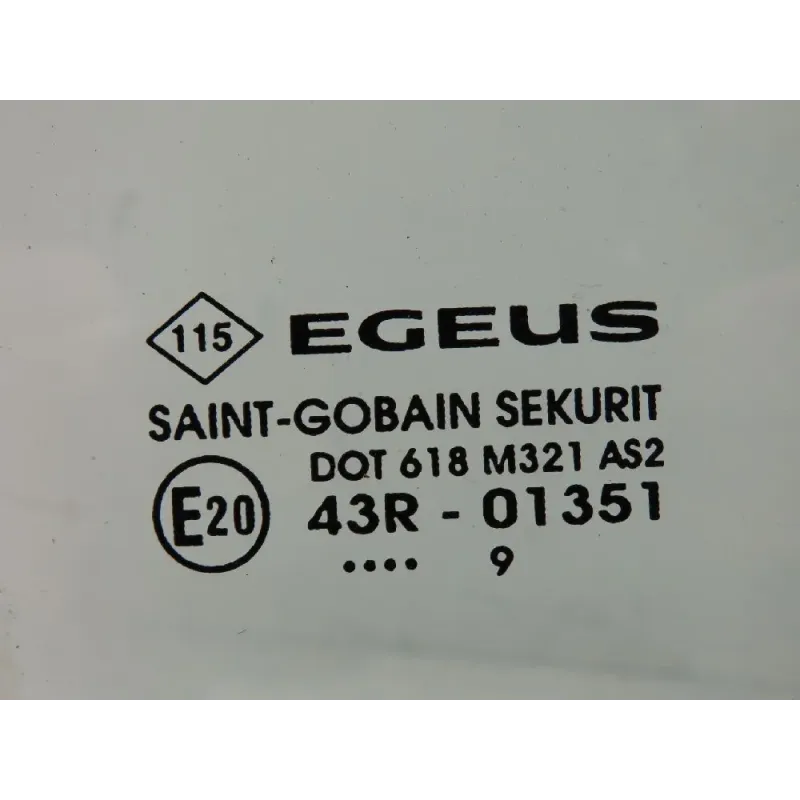 115 EGEUS
SAINT-GOBAIN SEKURIT
DOT 618 M321 AS2
E20 43R - 01351
.... 9